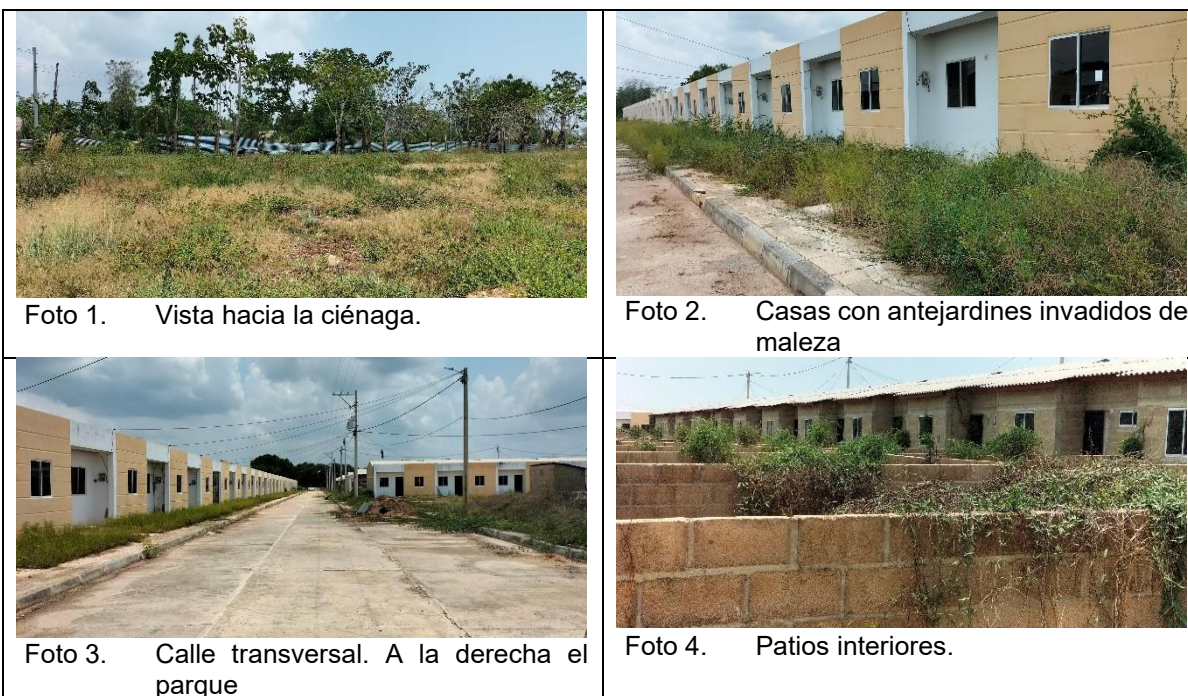 Foto 1. Vista hacia la ciénaga.
Foto 2. Casas con antejardines invadidos de
maleza
Foto 3. Calle transversal. A la derecha el
parque
Foto 4. Patios interiores.